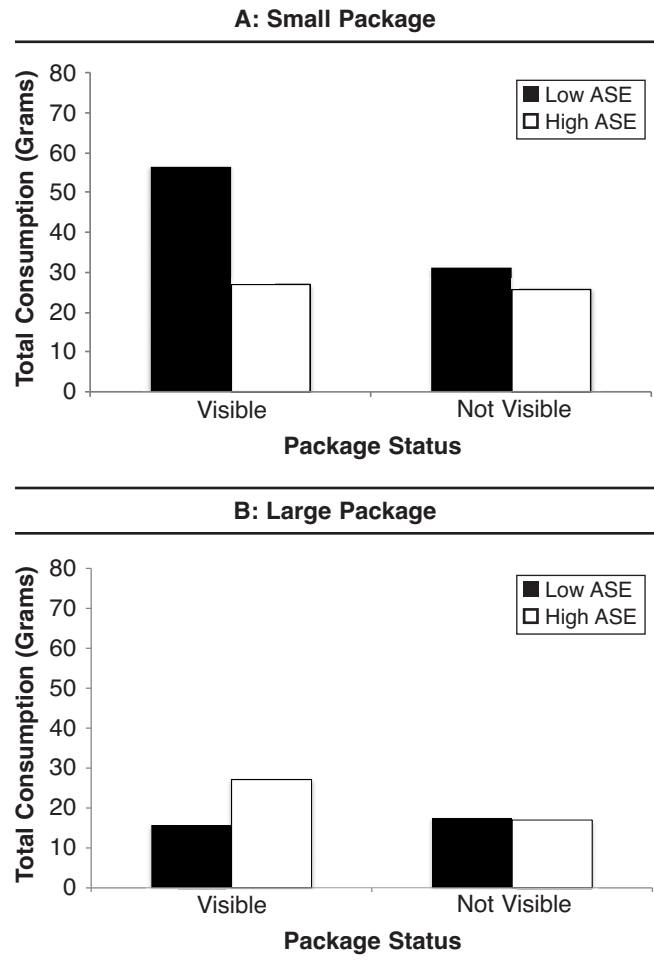 A: Small Package
Total Consumption (Grams)
80
70
60
50
40
30
20
10
0
Low ASE
High ASE
Visible
Not Visible
Package Status
B: Large Package
Total Consumption (Grams)
80
70
60
50
40
30
20
10
0
Low ASE
High ASE
Visible
Not Visible
Package Status